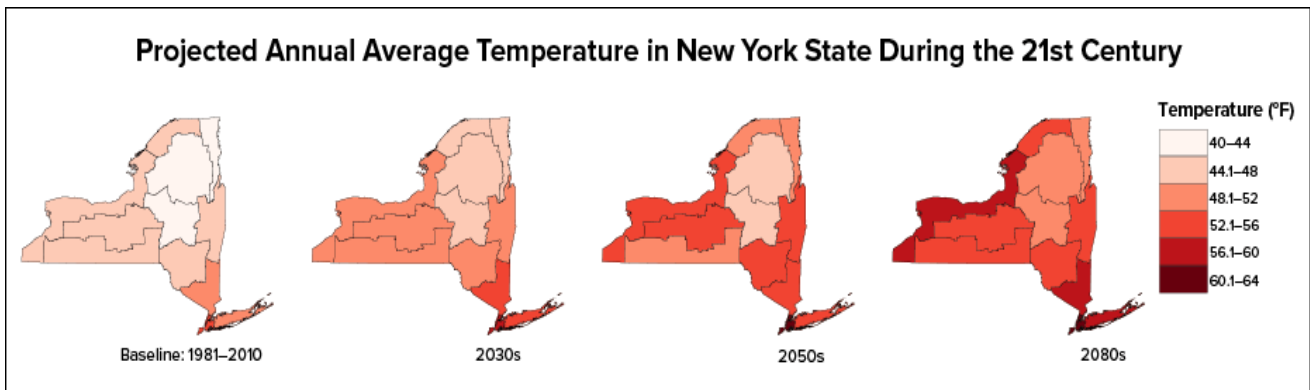 Projected Annual Average Temperature in New York State During the 21st Century
Temperature (°F)
40–44
44.1–48
48.1–52
52.1–56
56.1–60
60.1–64
Baseline: 1981–2010
2030s
2050s
2080s